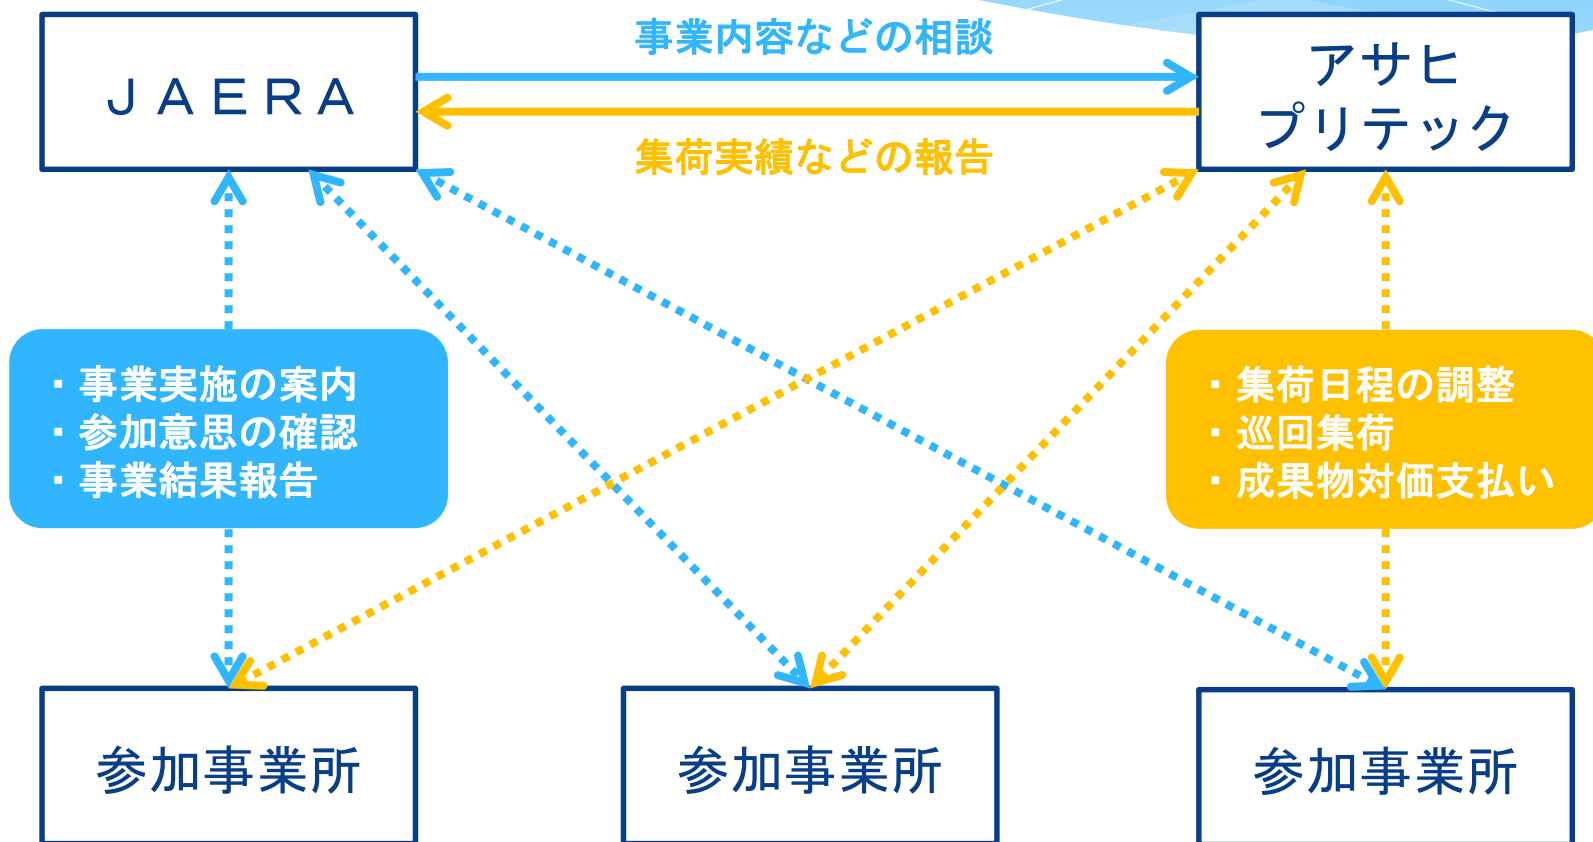 事業内容などの相談
ＪＡＥＲＡ
アサヒ
プリテック
集荷実績などの報告
・事業実施の案内
・参加意思の確認
・事業結果報告
・集荷日程の調整
・巡回集荷
・成果物対価支払い
参加事業所
参加事業所
参加事業所